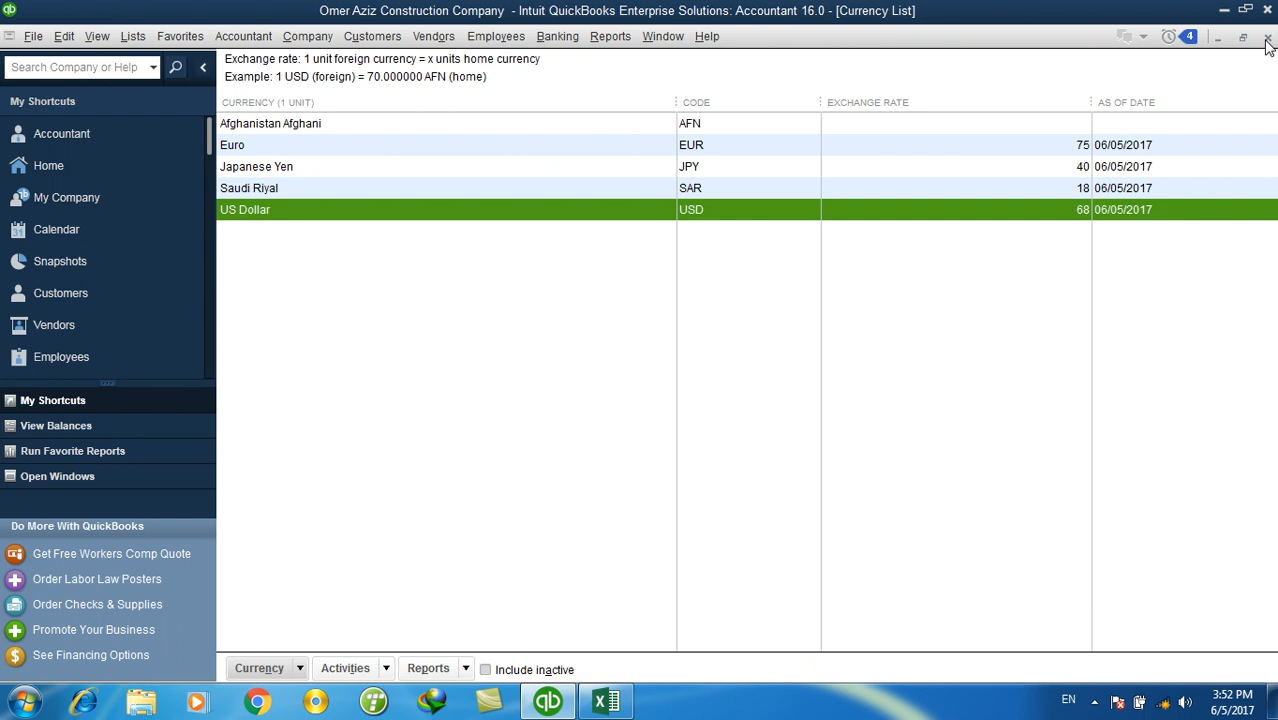 Omer Aziz Construction Company - Intuit QuickBooks Enterprise Solutions: Accountant 16.0 - [Currency List]
File Edit View Lists Favorites Accountant Company Customers Vendors Employees Banking Reports Window Help 4
Search Company or Help
My Shortcuts
Accountant
Home
My Company
Calendar
Snapshots
Customers
Vendors
Employees
My Shortcuts
View Balances
Run Favorite Reports
Open Windows
Do More With QuickBooks
Get Free Workers Comp Quote
Order Labor Law Posters
Order Checks & Supplies
Promote Your Business
See Financing Options
Exchange rate: 1 unit foreign currency = x units home currency
Example: 1 USD (foreign) = 70.000000 AFN (home)
CURRENCY (1 UNIT) CODE EXCHANGE RATE AS OF DATE
Afghanistan Afghani AFN
Euro EUR 75 06/05/2017
Japanese Yen JPY 40 06/05/2017
Saudi Riyal SAR 18 06/05/2017
US Dollar USD 68 06/05/2017
Currency Activities Reports Include inactive
EN
3:52 PM
6/5/2017